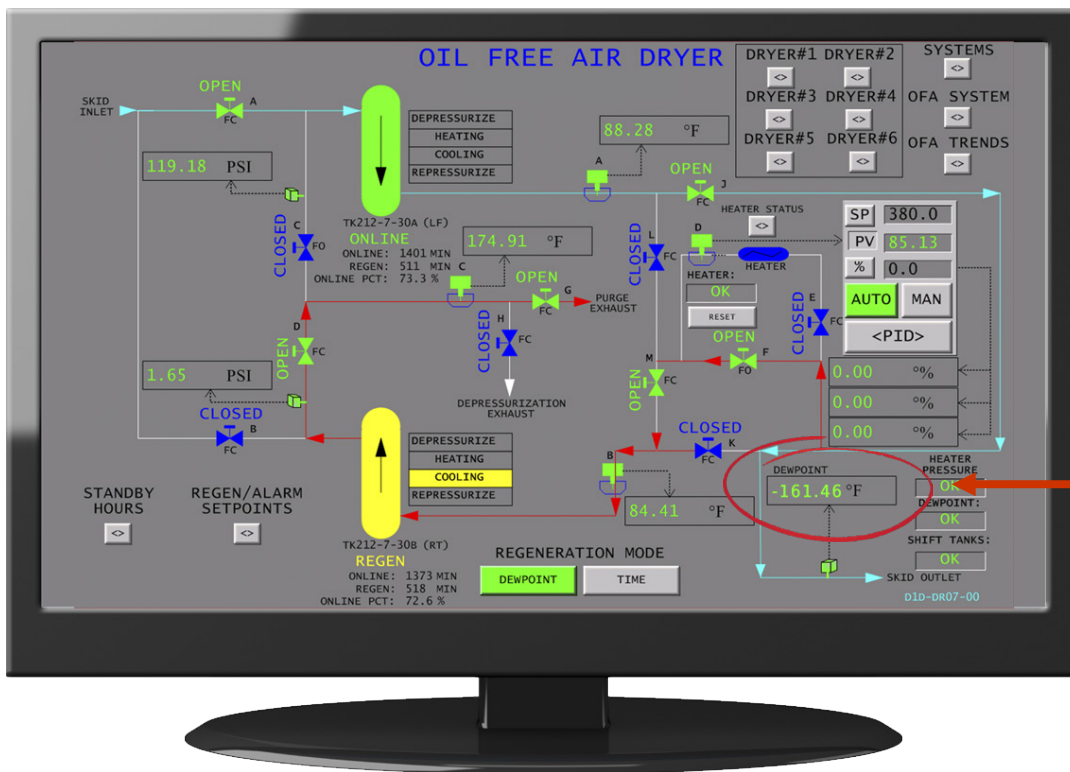 OIL FREE AIR DRYER
DRYER#1 DRYER#2
<> <>
DRYER#3 DRYER#4
<> <>
DRYER#5 DRYER#6
<> <>
SYSTEMS
<>
OFA SYSTEM
<>
OFA TRENDS
<>
SKID
INLET
OPEN
A
FC
119.18 PSI
CLOSED
C
FO
DEPRESSURIZE
HEATING
COOLING
REPRESSURIZE
TK212-7-30A (LF)
ONLINE
ONLINE: 1401 MIN
REGEN: 511 MIN
ONLINE PCT: 73.3 %
88.28 °F
A
OPEN
J
FC
174.91 °F
C
OPEN
G
FC
PURGE
EXHAUST
H
CLOSED
FC
DEPRESSURIZATION
EXHAUST
L
CLOSED
FC
HEATER STATUS
<>
D
HEATER
HEATER:
OK
RESET
OPEN
F
FO
E
CLOSED
FC
SP 380.0
PV 85.13
% 0.0
AUTO MAN
<PID>
0.00 °%
0.00 °%
0.00 °%
D
OPEN
FC
1.65 PSI
CLOSED
B
FC
M
OPEN
FC
CLOSED
K
FC
DEPRESSURIZE
HEATING
COOLING
REPRESSURIZE
TK212-7-30B (RT)
REGEN
ONLINE: 1373 MIN
REGEN: 518 MIN
ONLINE PCT: 72.6 %
B
84.41 °F
DEWPOINT
-161.46 °F
HEATER
PRESSURE
OK
DEWPOINT:
OK
SHIFT TANKS:
OK
SKID OUTLET
D1D-DR07-00
STANDBY
HOURS
<>
REGEN/ALARM
SETPOINTS
<>
REGENERATION MODE
DEWPOINT TIME